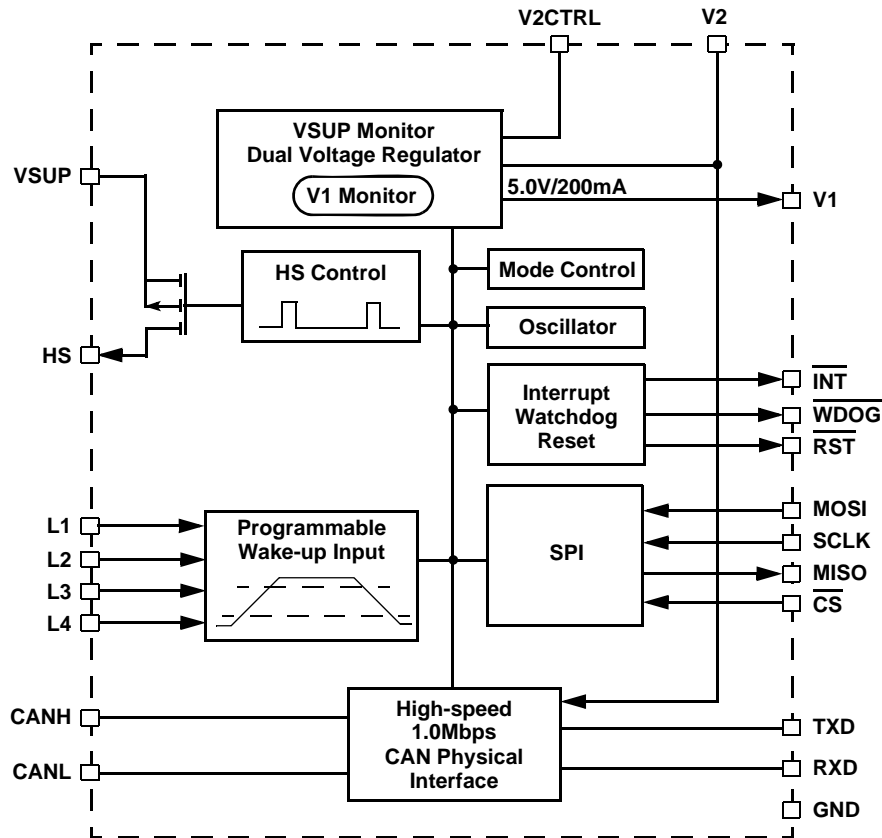 V2CTRL
V2
VSUP Monitor
Dual Voltage Regulator
V1 Monitor
VSUP
5.0V/200mA
V1
HS Control
Mode Control
Oscillator
HS
Interrupt
Watchdog
Reset
INT
WDOG
RST
L1
L2
L3
L4
Programmable
Wake-up Input
SPI
MOSI
SCLK
MISO
CS
CANH
CANL
High-speed
1.0Mbps
CAN Physical
Interface
TXD
RXD
GND